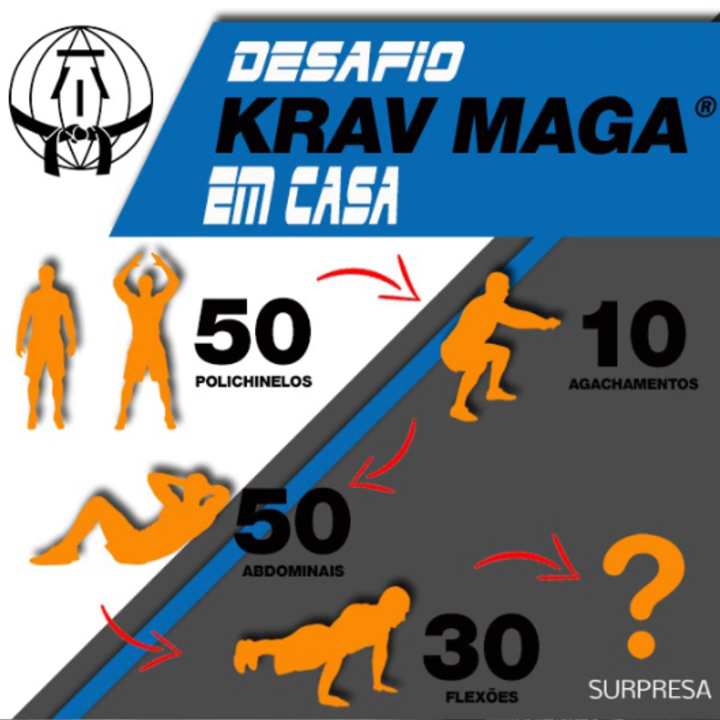 DESAFIO
KRAV MAGA®
EM CASA
50
POLICHINELOS
10
AGACHAMENTOS
50
ABDOMINAIS
30
FLEXÕES
?
SURPRESA